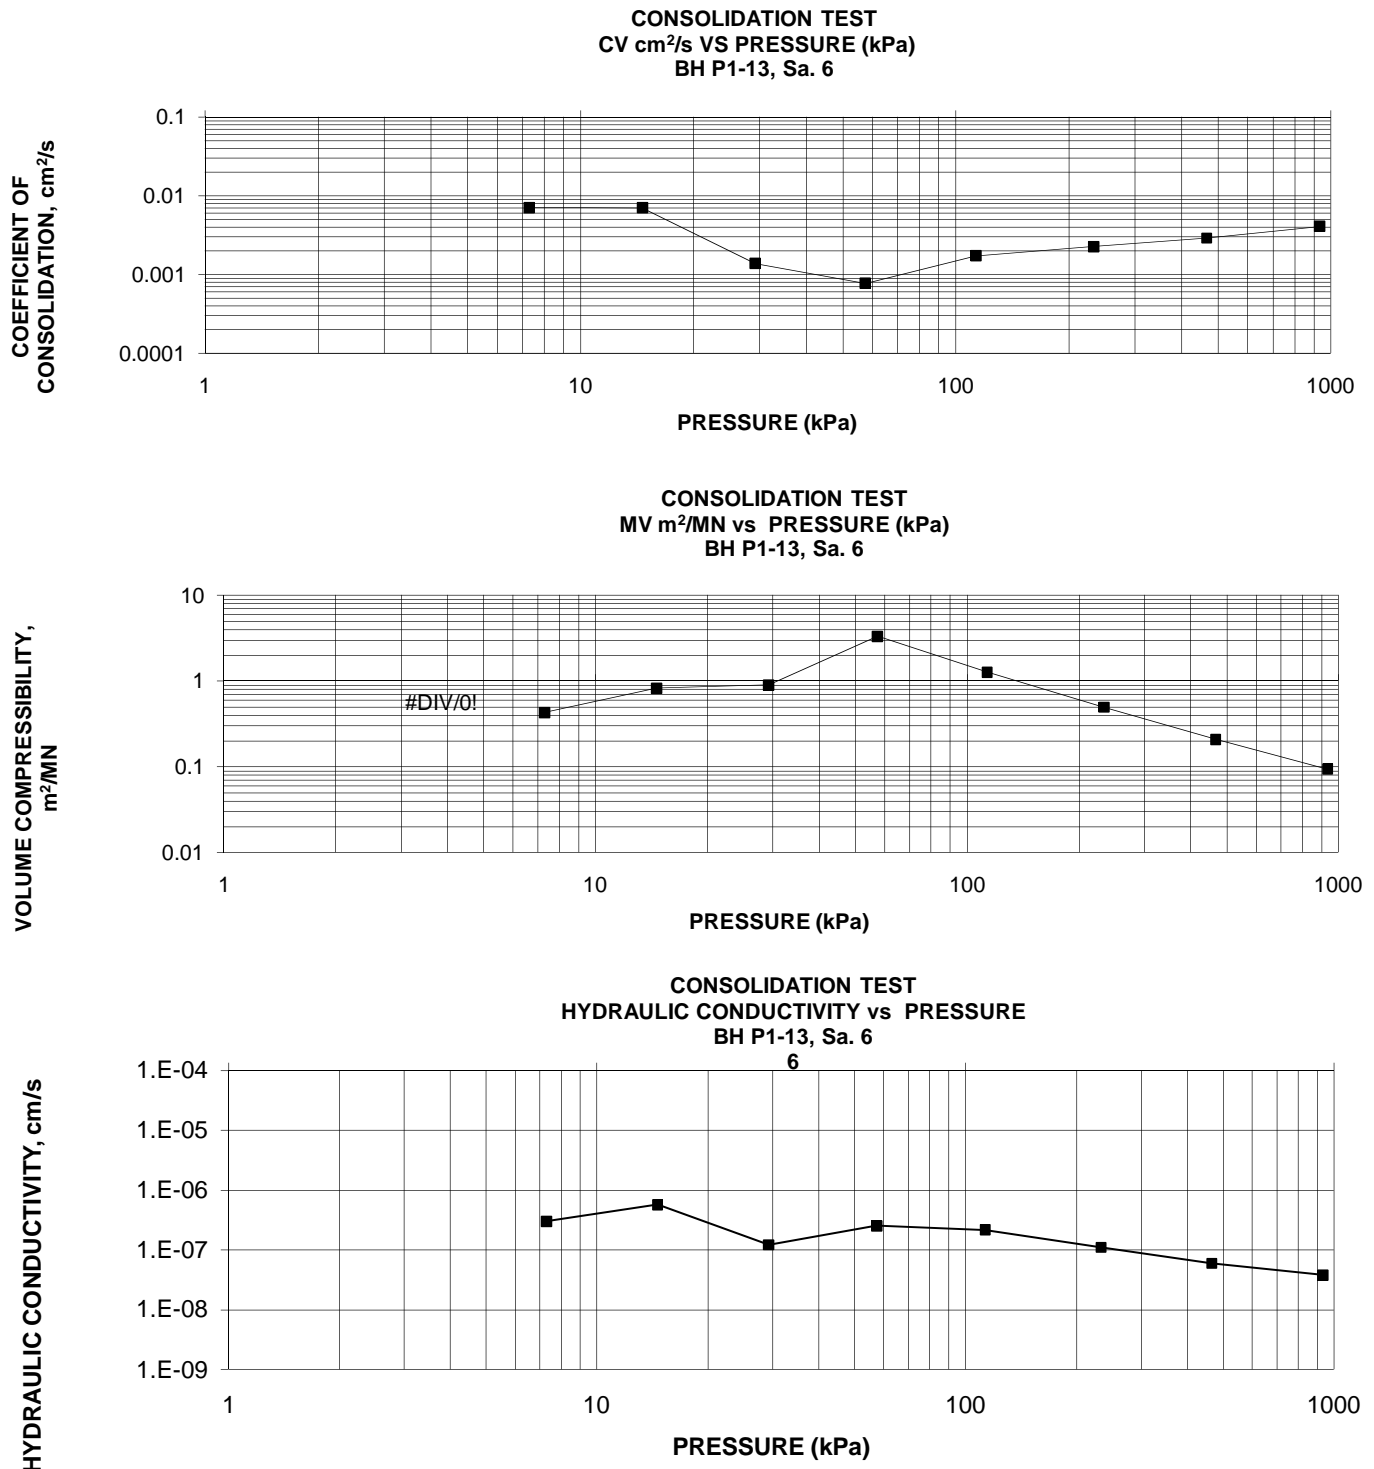 CONSOLIDATION TEST
CV cm²/s VS PRESSURE (kPa)
BH P1-13, Sa. 6
COEFFICIENT OF
CONSOLIDATION, cm²/s
0.1
0.01
0.001
0.0001
1 10 100 1000
PRESSURE (kPa)
CONSOLIDATION TEST
MV m²/MN vs PRESSURE (kPa)
BH P1-13, Sa. 6
VOLUME COMPRESSIBILITY,
m²/MN
10
1
#DIV/0!
0.1
0.01
1 10 100 1000
PRESSURE (kPa)
CONSOLIDATION TEST
HYDRAULIC CONDUCTIVITY vs PRESSURE
BH P1-13, Sa. 6
6
HYDRAULIC CONDUCTIVITY, cm/s
1.E-04
1.E-05
1.E-06
1.E-07
1.E-08
1.E-09
1 10 100 1000
PRESSURE (kPa)